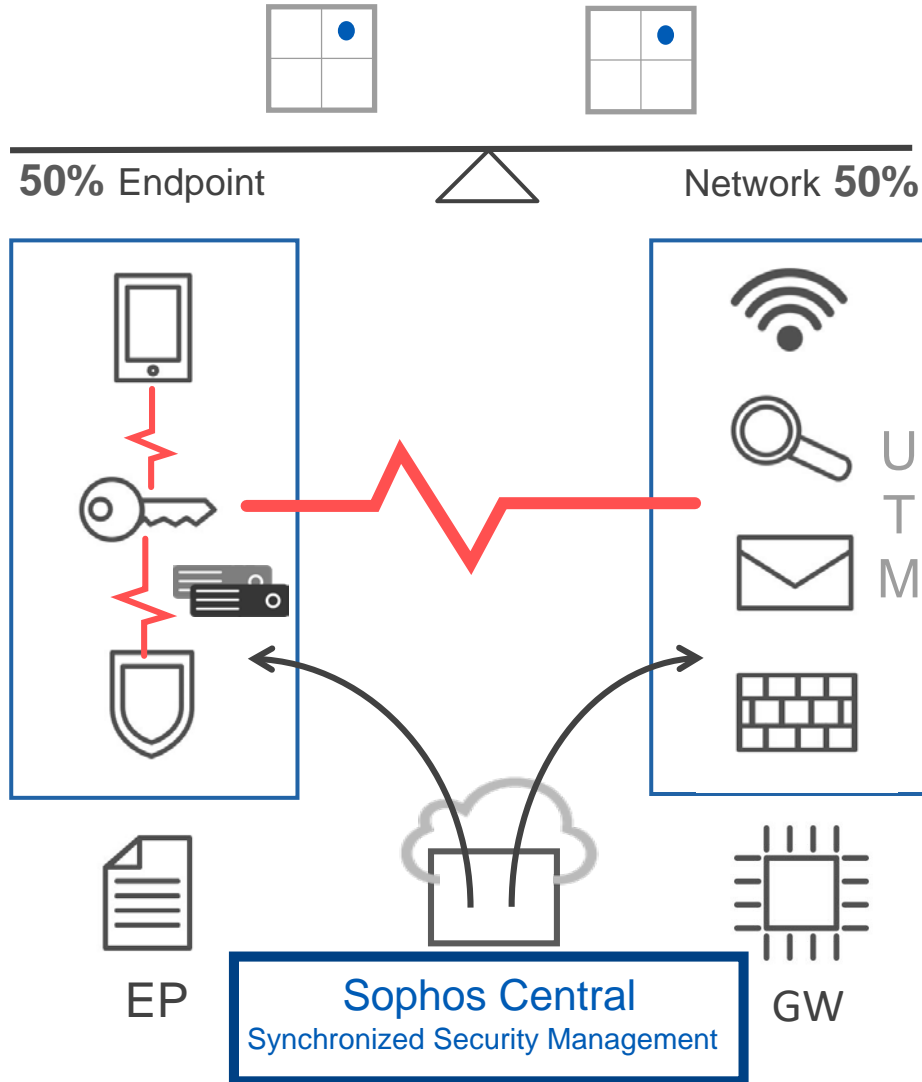 50% Endpoint
Network 50%
U
T
M
EP
GW
Sophos Central
Synchronized Security Management